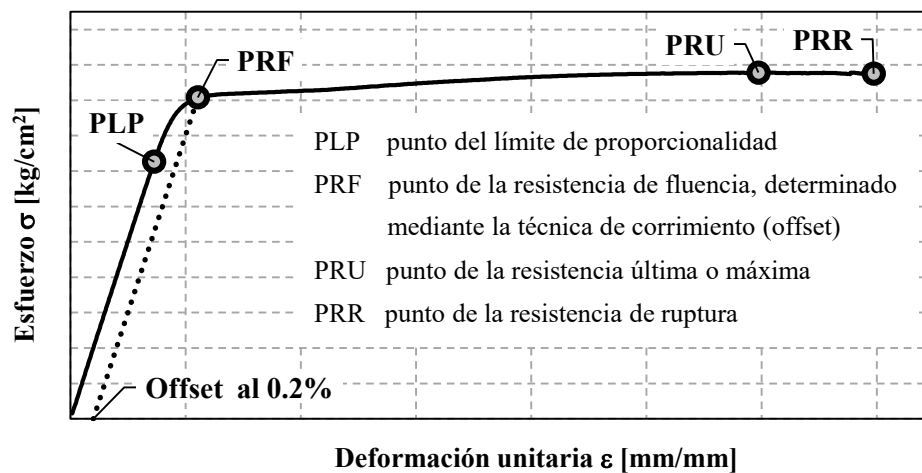 PRF
PRU
PRR
PLP
PLP punto del límite de proporcionalidad
PRF punto de la resistencia de fluencia, determinado
mediante la técnica de corrimiento (offset)
PRU punto de la resistencia última o máxima
PRR punto de la resistencia de ruptura
Offset al 0.2%
Esfuerzo σ [kg/cm²]
Deformación unitaria ε [mm/mm]